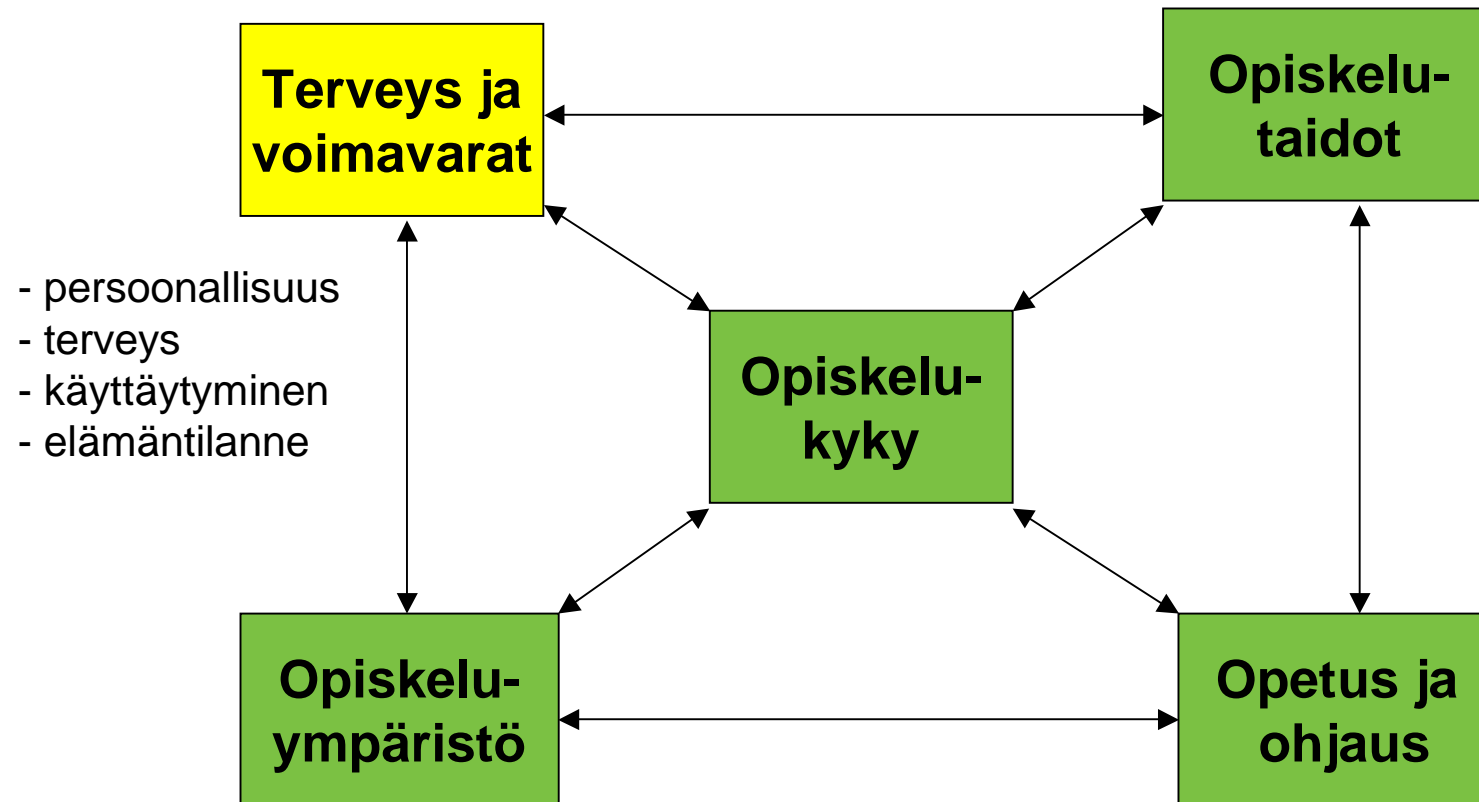 Terveys ja
voimavarat
Opiskelu-
taidot
- persoonallisuus
- terveys
- käyttäytyminen
- elämäntilanne
Opiskelu-
kyky
Opiskelu-
ympäristö
Opetus ja
ohjaus